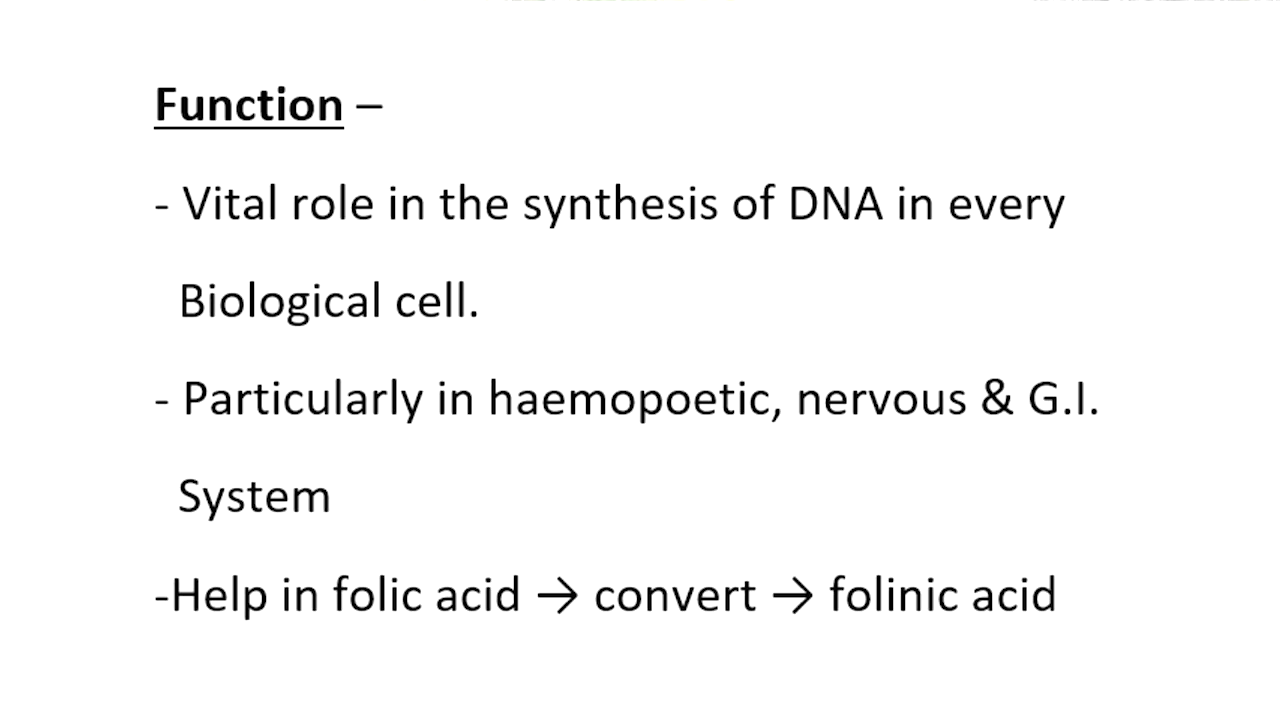 Function –
- Vital role in the synthesis of DNA in every
Biological cell.
- Particularly in haemopoetic, nervous & G.I.
System
-Help in folic acid → convert → folinic acid